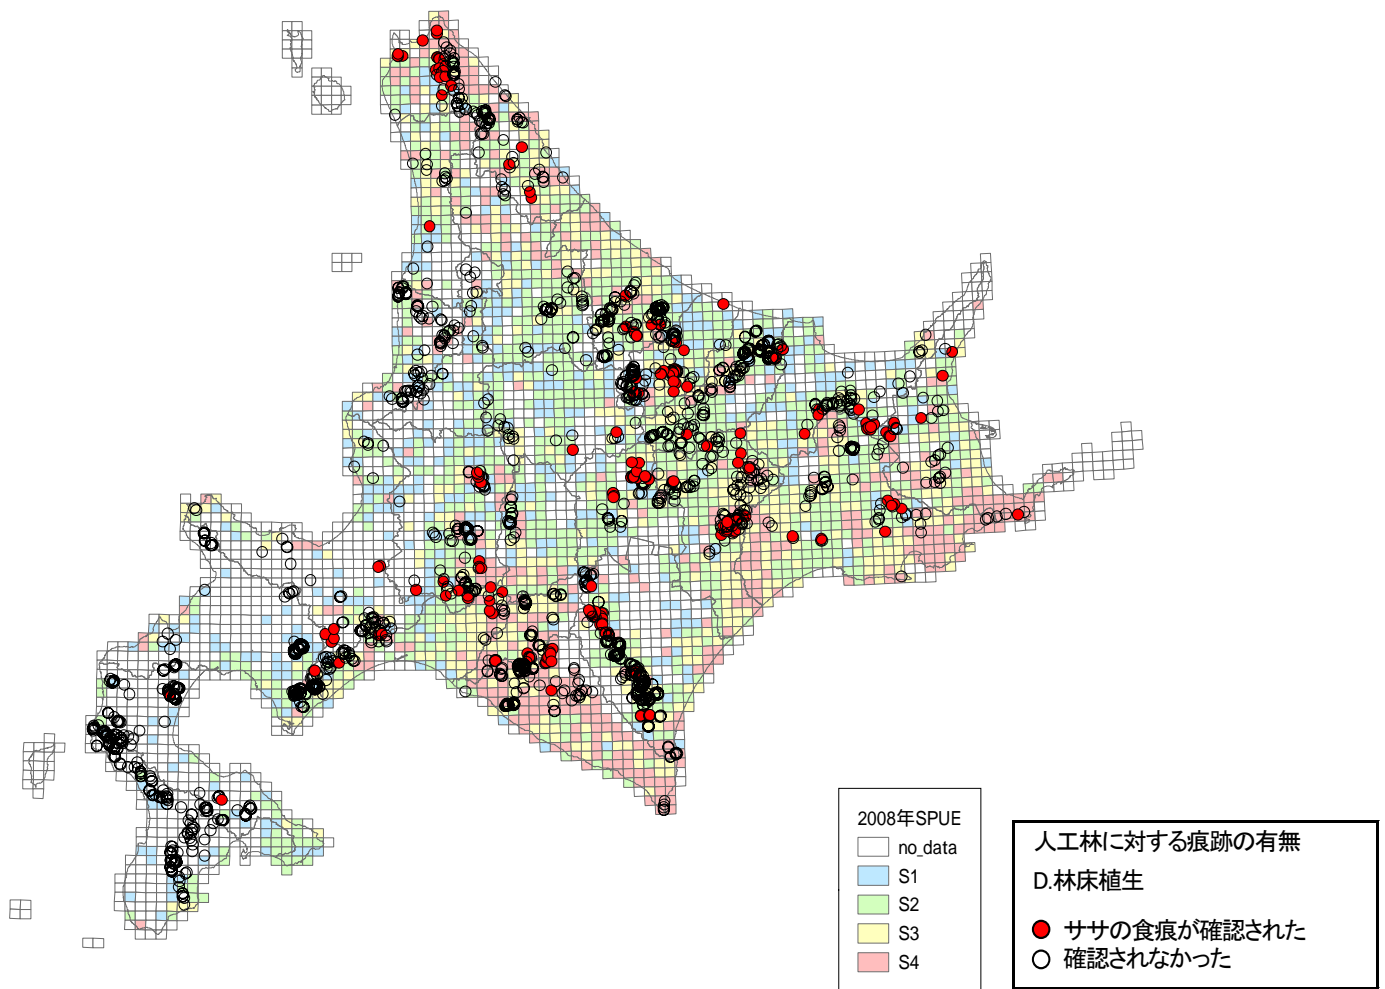 2008年SPUE
no_data
S1
S2
S3
S4
人工林に対する痕跡の有無
D.林床植生
ササの食痕が確認された
確認されなかった